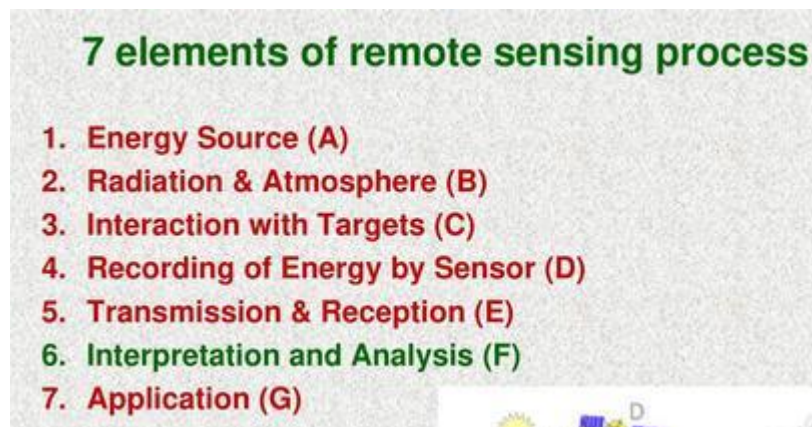 7 elements of remote sensing process
1. Energy Source (A)
2. Radiation & Atmosphere (B)
3. Interaction with Targets (C)
4. Recording of Energy by Sensor (D)
5. Transmission & Reception (E)
6. Interpretation and Analysis (F)
7. Application (G)
D